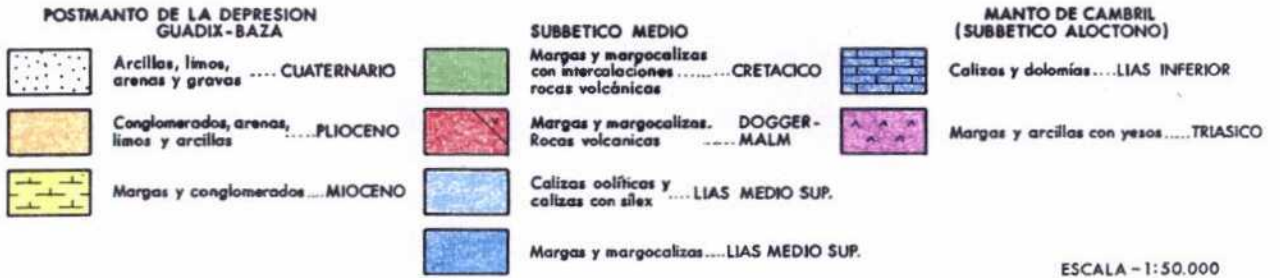 POSTMANTO DE LA DEPRESION
GUADIX-BAZA
Arcillas, limos,
arenas y gravas .... CUATERNARIO
Conglomerados, arenas,
limos y arcillas ..... PLIOCENO
Margas y conglomerados .... MIOCENO
SUBBETICO MEDIO
Margas y margocalizas
con intercalaciones ........ CRETACICO
rocas volcánicas
Margas y margocalizas. DOGGER-
Rocas volcanicas ..... MALM
Calizas oolíticas y
calizas con sílex .... LIAS MEDIO SUP.
Margas y margocalizas .... LIAS MEDIO SUP.
MANTO DE CAMBRIL
(SUBBETICO ALOCTONO)
Calizas y dolomías .... LIAS INFERIOR
Margas y arcillas con yesos ..... TRIASICO
ESCALA - 1:50.000